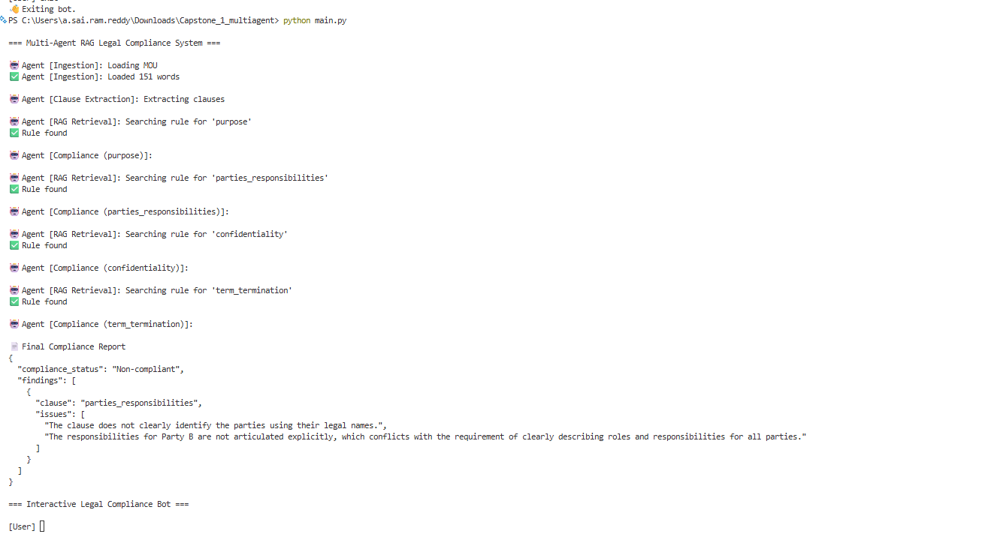 👋 Exiting bot.
PS C:\Users\a.sai.ram.reddy\Downloads\Capstone_1_multiagent> python main.py
=== Multi-Agent RAG Legal Compliance System ===
Agent [Ingestion]: Loading MOU
✅ Agent [Ingestion]: Loaded 151 words
Agent [Clause Extraction]: Extracting clauses
Agent [RAG Retrieval]: Searching rule for 'purpose'
✅ Rule found
Agent [Compliance (purpose)]:
Agent [RAG Retrieval]: Searching rule for 'parties_responsibilities'
✅ Rule found
Agent [Compliance (parties_responsibilities)]:
Agent [RAG Retrieval]: Searching rule for 'confidentiality'
✅ Rule found
Agent [Compliance (confidentiality)]:
Agent [RAG Retrieval]: Searching rule for 'term_termination'
✅ Rule found
Agent [Compliance (term_termination)]:
Final Compliance Report
{
"compliance_status": "Non-compliant",
"findings": [
{
"clause": "parties_responsibilities",
"issues": [
"The clause does not clearly identify the parties using their legal names.",
"The responsibilities for Party B are not articulated explicitly, which conflicts with the requirement of clearly describing roles and responsibilities for all parties."
]
}
]
}
=== Interactive Legal Compliance Bot ===
[User]